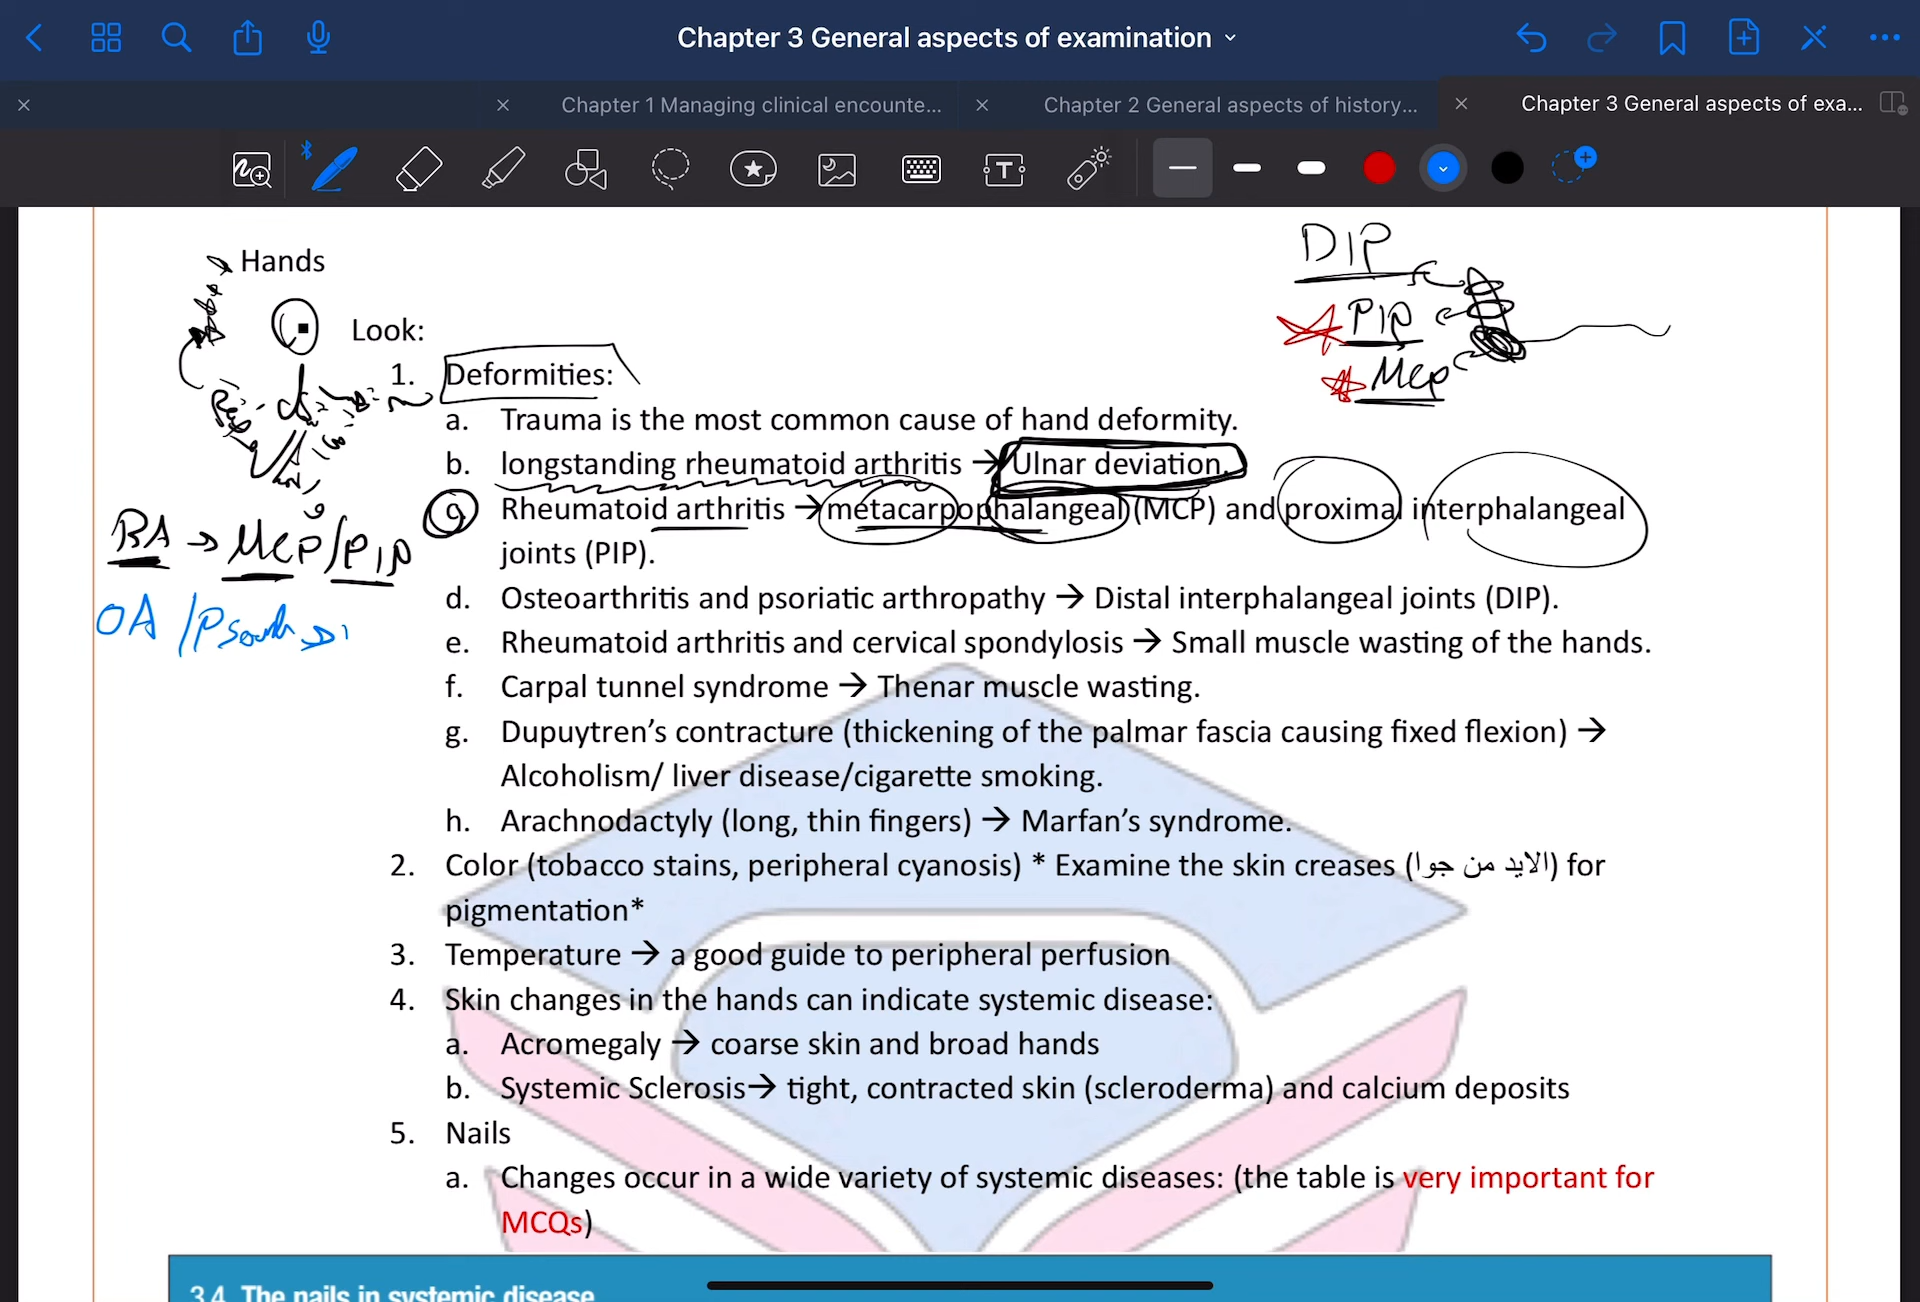 Chapter 3 General aspects of examination
Chapter 1 Managing clinical encounte...
Chapter 2 General aspects of history...
Chapter 3 General aspects of exa...
T
DIP
Hands
PIP
Look:
MCP
1. Deformities:
a. Trauma is the most common cause of hand deformity.
b. longstanding rheumatoid arthritis → Ulnar deviation.
c. Rheumatoid arthritis → metacarpophalangeal (MCP) and proximal interphalangeal
joints (PIP).
RA → MCP/PIP
d. Osteoarthritis and psoriatic arthropathy → Distal interphalangeal joints (DIP).
OA /
e. Rheumatoid arthritis and cervical spondylosis → Small muscle wasting of the hands.
f. Carpal tunnel syndrome → Thenar muscle wasting.
g. Dupuytren’s contracture (thickening of the palmar fascia causing fixed flexion) →
Alcoholism/ liver disease/cigarette smoking.
h. Arachnodactyly (long, thin fingers) → Marfan’s syndrome.
2. Color (tobacco stains, peripheral cyanosis) * Examine the skin creases (الايد من جوا) for
pigmentation*
3. Temperature → a good guide to peripheral perfusion
4. Skin changes in the hands can indicate systemic disease:
a. Acromegaly → coarse skin and broad hands
b. Systemic Sclerosis→ tight, contracted skin (scleroderma) and calcium deposits
5. Nails
a. Changes occur in a wide variety of systemic diseases: (the table is very important for
MCQs)
3.4 The nails in systemic disease